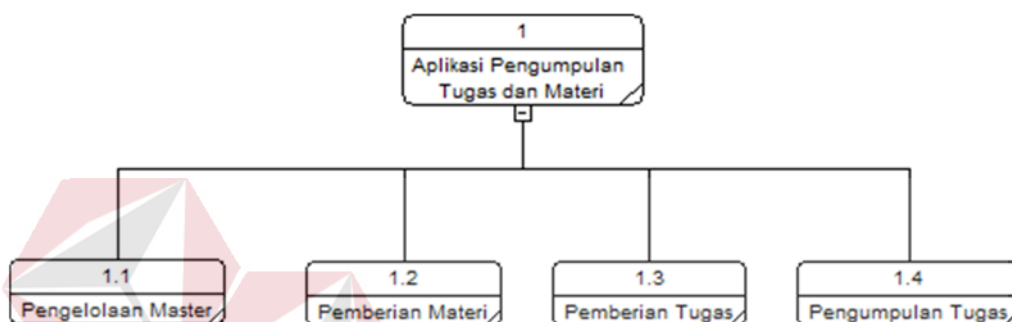 1
Aplikasi Pengumpulan
Tugas dan Materi
1.1
Pengelolaan Master
1.2
Pemberian Materi
1.3
Pemberian Tugas
1.4
Pengumpulan Tugas